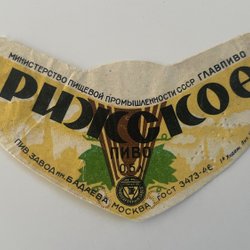 МИНИСТЕРСТВО ПИЩЕВОЙ ПРОМЫШЛЕННОСТИ СССР ГЛАВПИВО
РИЖСКОЕ
ПИВО
ПИВ. ЗАВОД им. БАДАЕВА МОСКВА. ГОСТ 3473-46